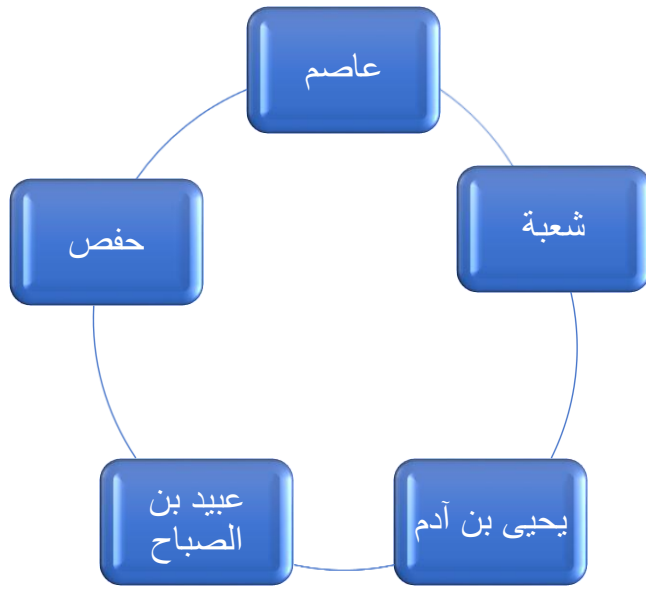 عاصم
شعبة
يحيى بن آدم
عبيد بن
الصباح
حفص